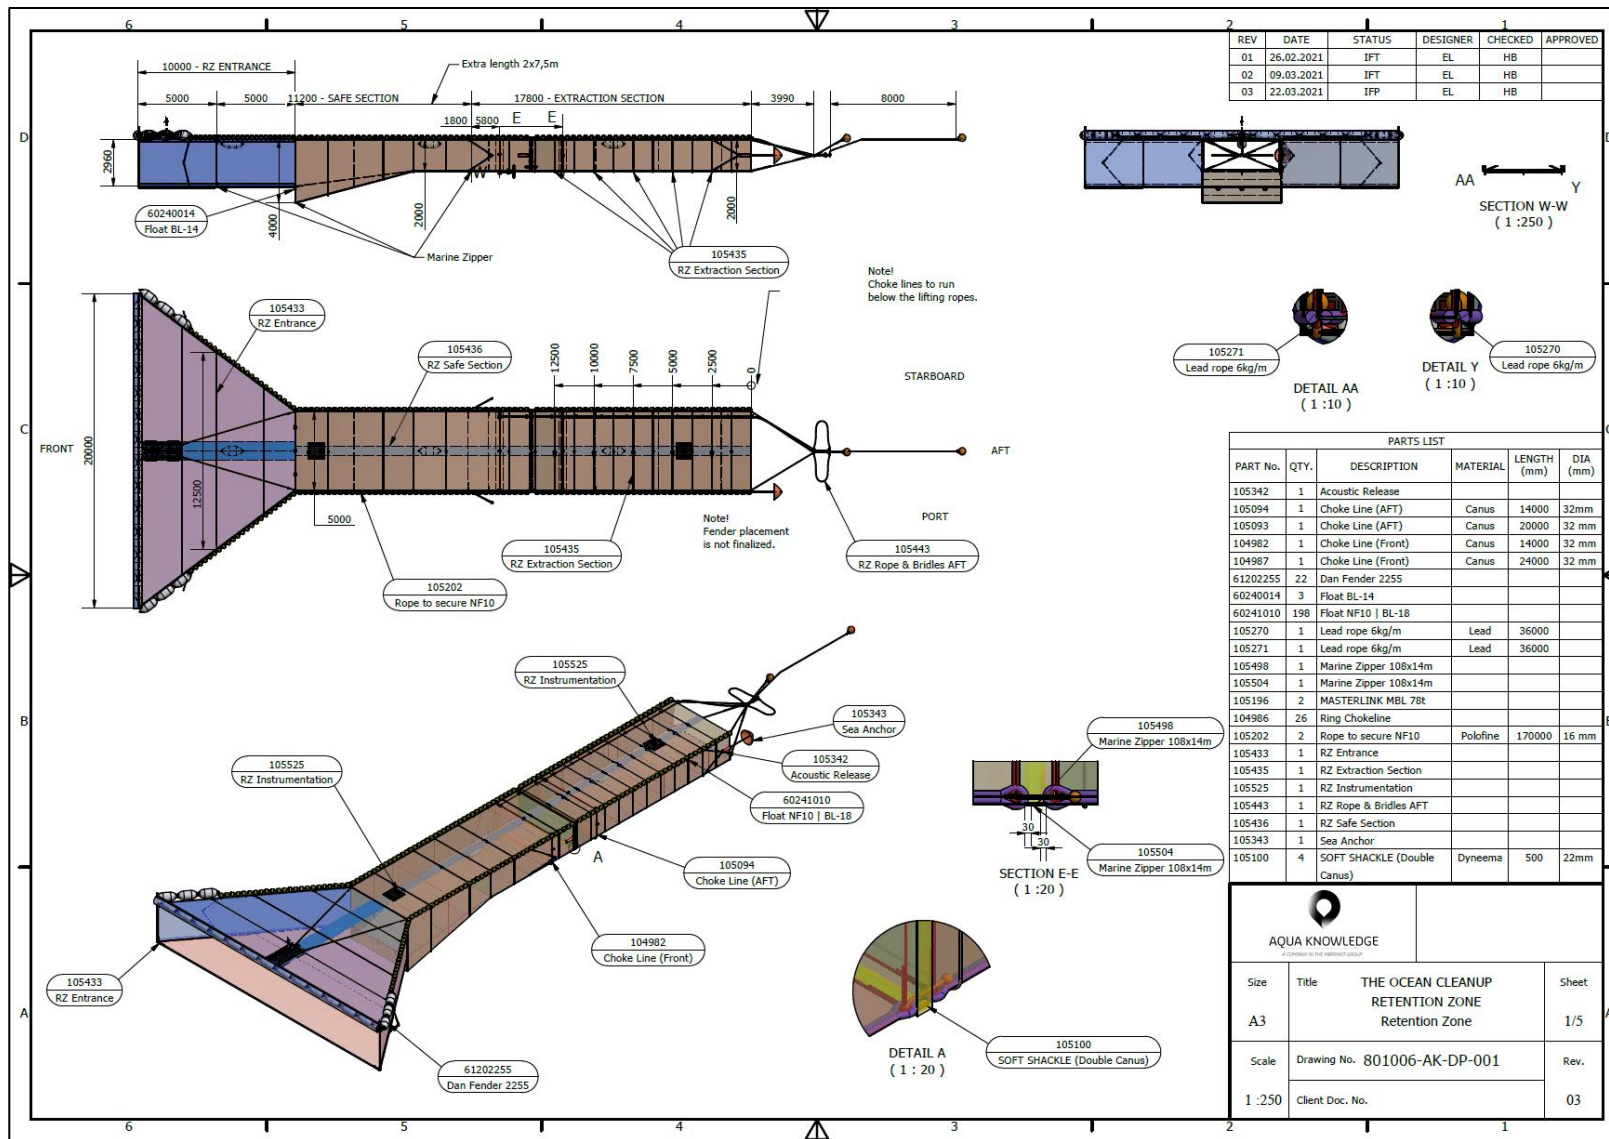 6 5 4 3 2 1
10000 - RZ ENTRANCE
Extra length 2x7,5m
5000 5000 11200 - SAFE SECTION 17800 - EXTRACTION SECTION 3990 8000
1800 5800 E E
D
2960
W
4000
2000
2000
60240014
Float BL-14
Marine Zipper
105435
RZ Extraction Section
AA Y
SECTION W-W
( 1 :250 )
REV DATE STATUS DESIGNER CHECKED APPROVED
01 26.02.2021 IFT EL HB
02 09.03.2021 IFT EL HB
03 22.03.2021 IFP EL HB
Note!
Choke lines to run
below the lifting ropes.
105433
RZ Entrance
105436
RZ Safe Section
12500 10000 7500 5000 2500 0
105271
Lead rope 6kg/m
DETAIL AA
( 1 :10 )
105270
Lead rope 6kg/m
DETAIL Y
( 1 :10 )
STARBOARD
C
FRONT
20000
12500
5000
AFT
PORT
Note!
Fender placement
is not finalized.
105435
RZ Extraction Section
105443
RZ Rope & Bridles AFT
105202
Rope to secure NF10
PARTS LIST
PART No. QTY. DESCRIPTION MATERIAL LENGTH (mm) DIA (mm)
105342 1 Acoustic Release
105094 1 Choke Line (AFT) Canus 14000 32mm
105093 1 Choke Line (AFT) Canus 20000 32 mm
104982 1 Choke Line (Front) Canus 14000 32 mm
104987 1 Choke Line (Front) Canus 24000 32 mm
61202255 22 Dan Fender 2255
60240014 3 Float BL-14
60241010 198 Float NF10 | BL-18
105270 1 Lead rope 6kg/m Lead 36000
105271 1 Lead rope 6kg/m Lead 36000
105498 1 Marine Zipper 108x14m
105504 1 Marine Zipper 108x14m
105196 2 MASTERLINK MBL 78t
104986 26 Ring Chokeline
105202 2 Rope to secure NF10 Polofine 170000 16 mm
105433 1 RZ Entrance
105435 1 RZ Extraction Section
105525 1 RZ Instrumentation
105443 1 RZ Rope & Bridles AFT
105436 1 RZ Safe Section
105343 1 Sea Anchor
105100 4 SOFT SHACKLE (Double Dyneema 500 22mm
Canus)
B
105525
RZ Instrumentation
105525
RZ Instrumentation
105343
Sea Anchor
105342
Acoustic Release
60241010
Float NF10 | BL-18
A
105094
Choke Line (AFT)
104982
Choke Line (Front)
105433
RZ Entrance
61202255
Dan Fender 2255
105498
Marine Zipper 108x14m
30
30
105504
Marine Zipper 108x14m
SECTION E-E
( 1 :20 )
A
DETAIL A
( 1 : 20 )
105100
SOFT SHACKLE (Double Canus)
AQUA KNOWLEDGE
Size Title THE OCEAN CLEANUP Sheet
RETENTION ZONE
A3 Retention Zone 1/5
Scale Drawing No. 801006-AK-DP-001 Rev.
1 :250 Client Doc. No. 03
6 5 4 3 2 1